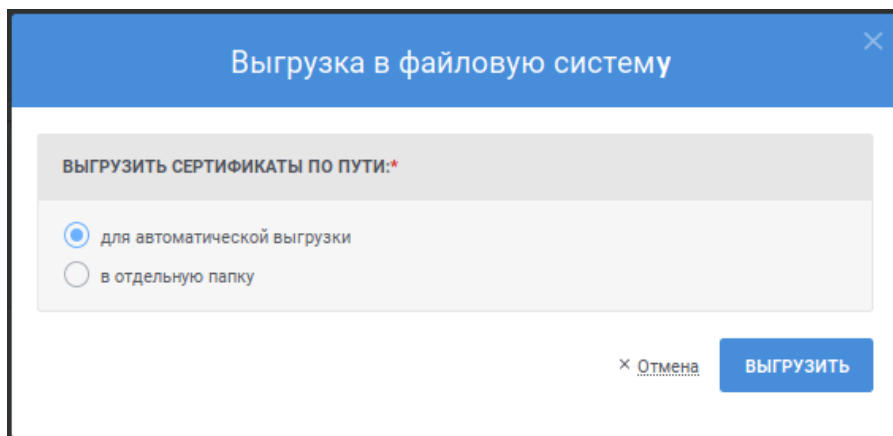 Выгрузка в файловую систему
ВЫГРУЗИТЬ СЕРТИФИКАТЫ ПО ПУТИ:*
для автоматической выгрузки
в отдельную папку
× Отмена
ВЫГРУЗИТЬ